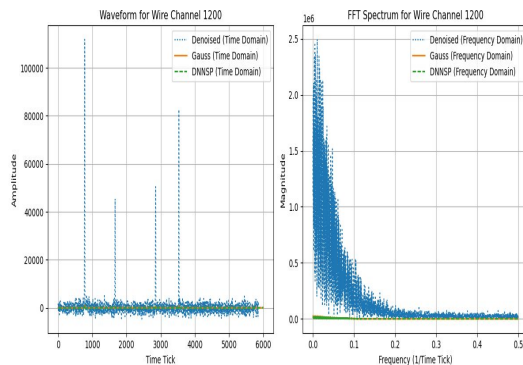 Waveform for Wire Channel 1200
Denoised (Time Domain)
Gauss (Time Domain)
DNNSP (Time Domain)
100000
80000
60000
40000
20000
0
Amplitude
0 1000 2000 3000 4000 5000 6000
Time Tick
FFT Spectrum for Wire Channel 1200
1e6
Denoised (Frequency Domain)
Gauss (Frequency Domain)
DNNSP (Frequency Domain)
2.5
2.0
1.5
1.0
0.5
0.0
Magnitude
0.0 0.1 0.2 0.3 0.4 0.5
Frequency (1/Time Tick)